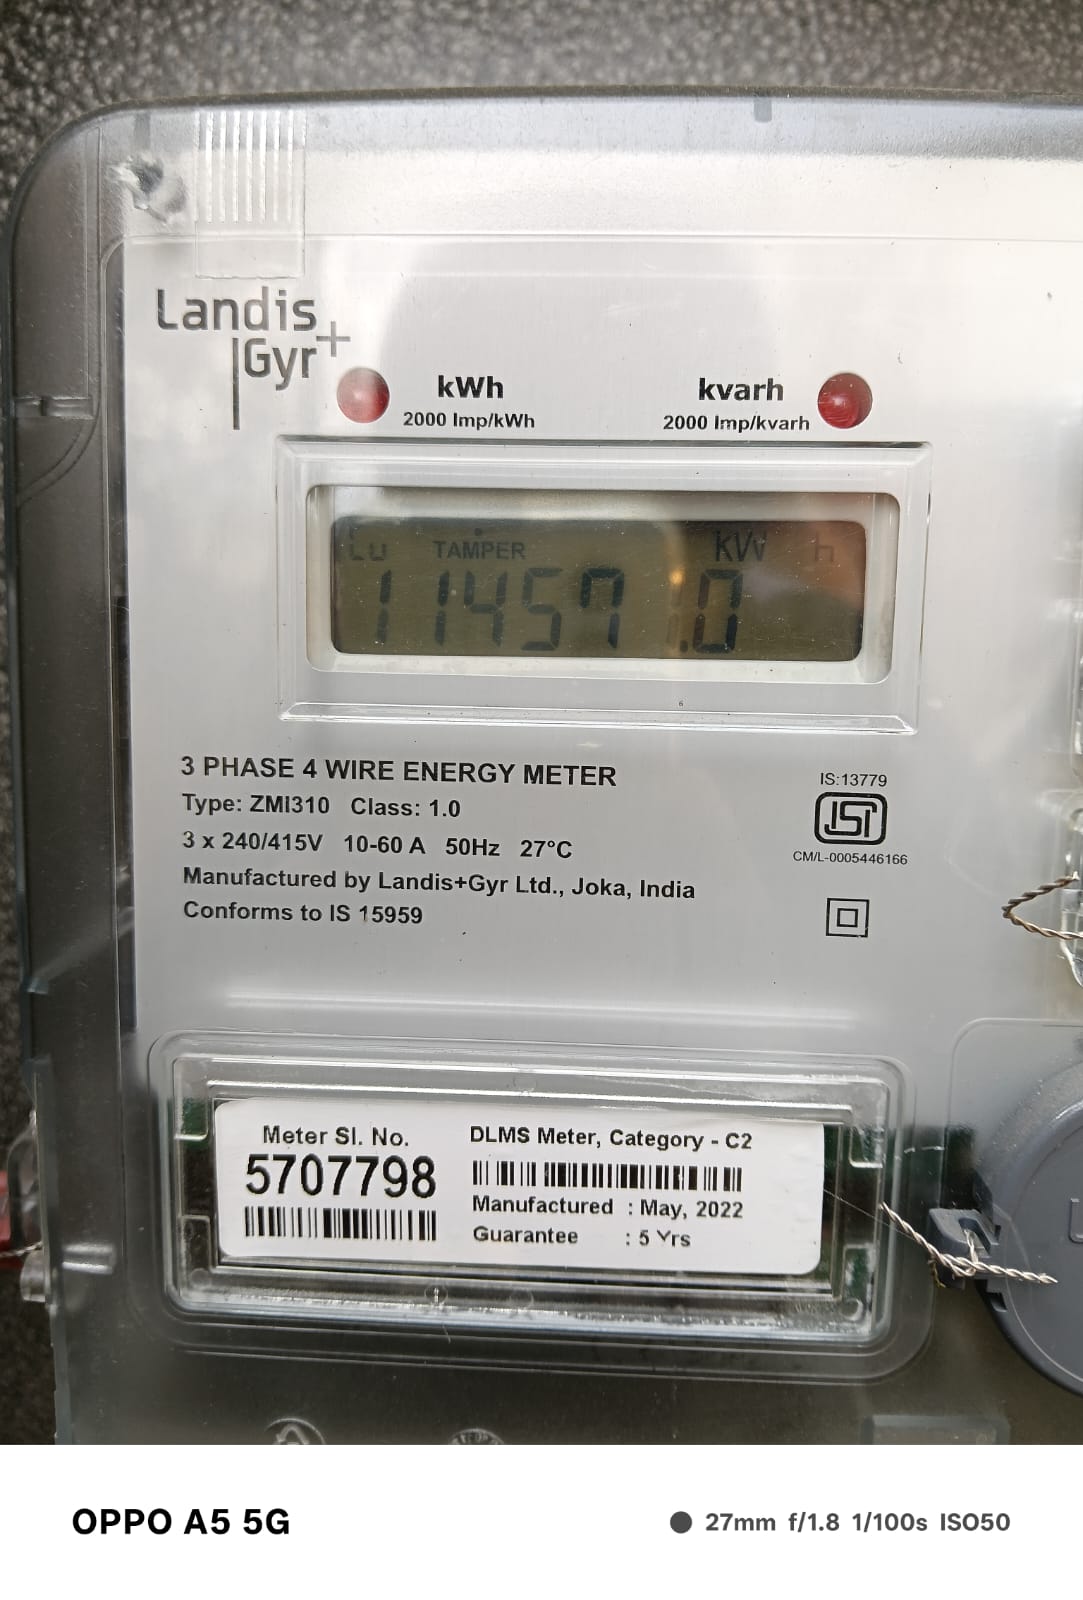 Landis
|Gyr+
kWh
2000 Imp/kWh
kvarh
2000 Imp/kvarh
Cu TAMPER KW h
11457.0
3 PHASE 4 WIRE ENERGY METER
Type: ZMI310 Class: 1.0
3 x 240/415V 10-60 A 50Hz 27°C
Manufactured by Landis+Gyr Ltd., Joka, India
Conforms to IS 15959
IS:13779
ISI
CM/L-0005446166
Meter Sl. No.
5707798
DLMS Meter, Category - C2
Manufactured : May, 2022
Guarantee : 5 Yrs
OPPO A5 5G
27mm f/1.8 1/100s ISO50